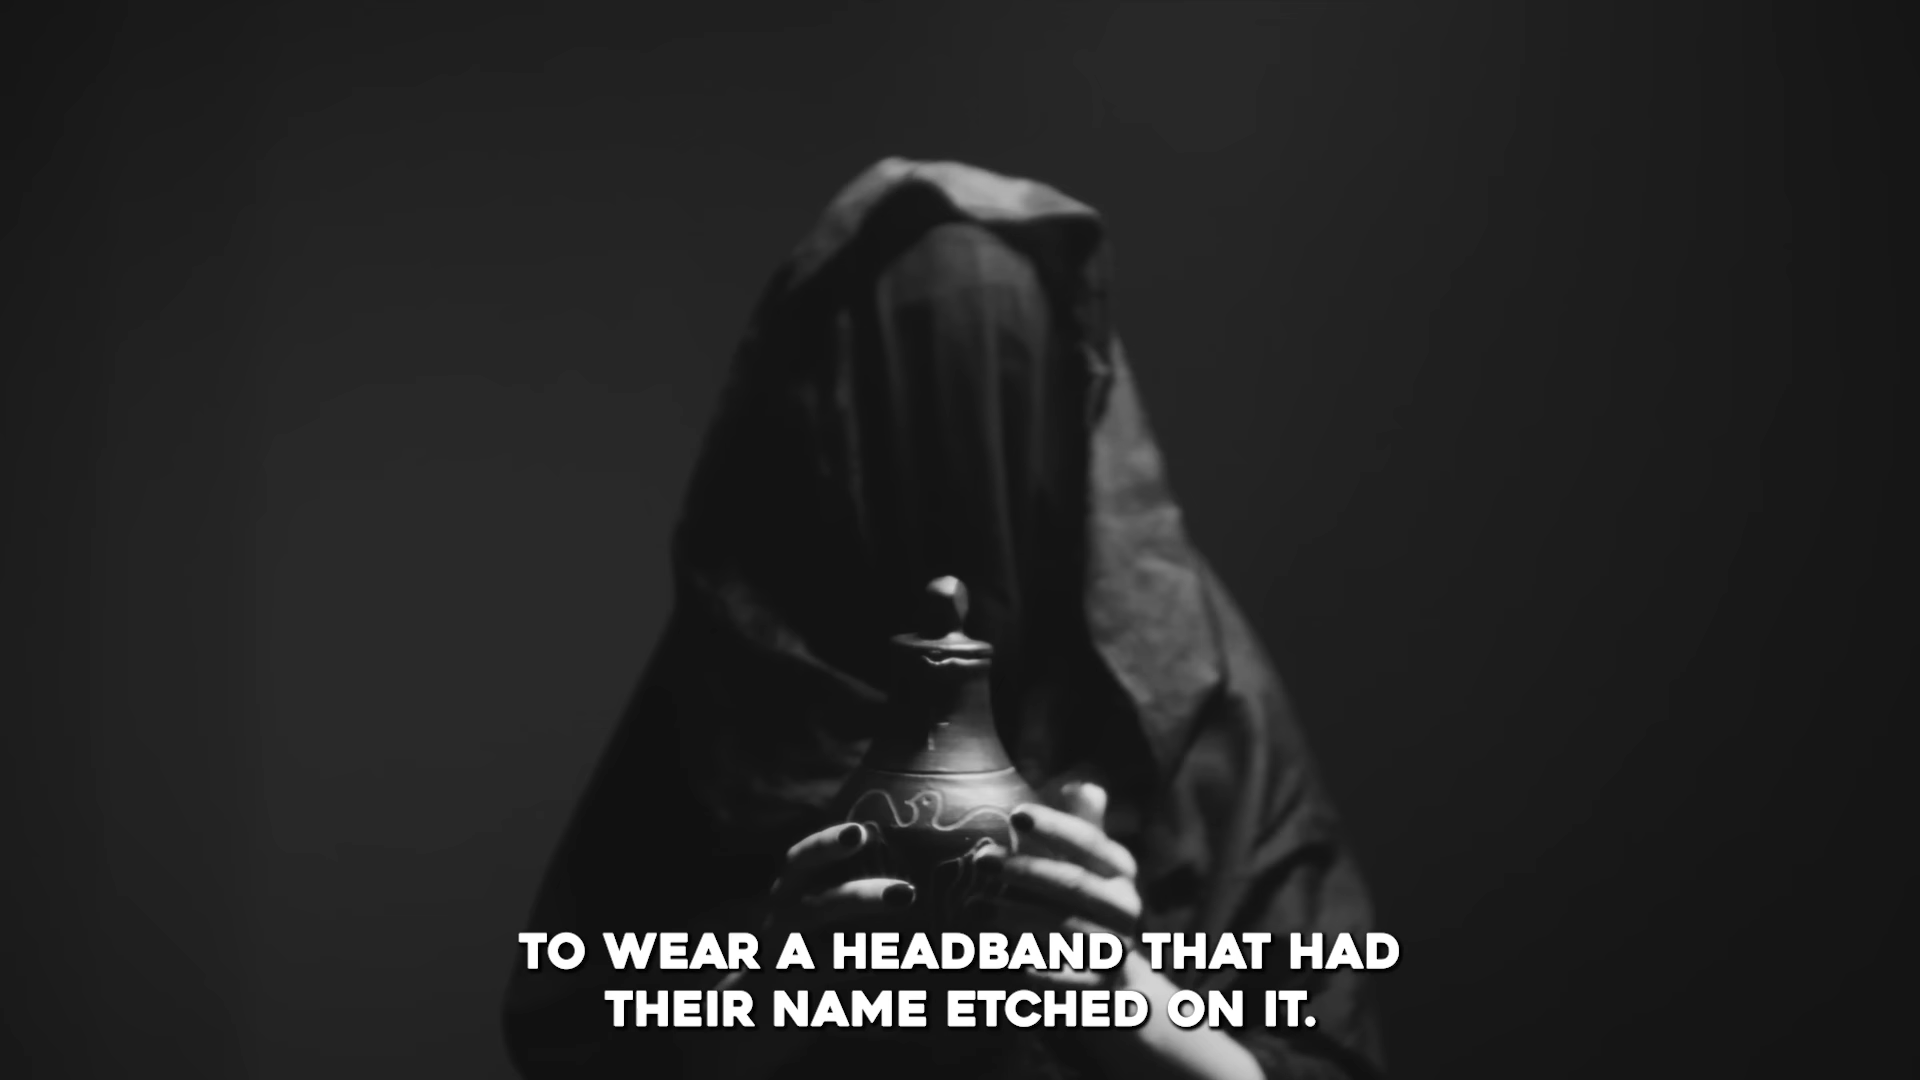 TO WEAR A HEADBAND THAT HAD
THEIR NAME ETCHED ON IT.